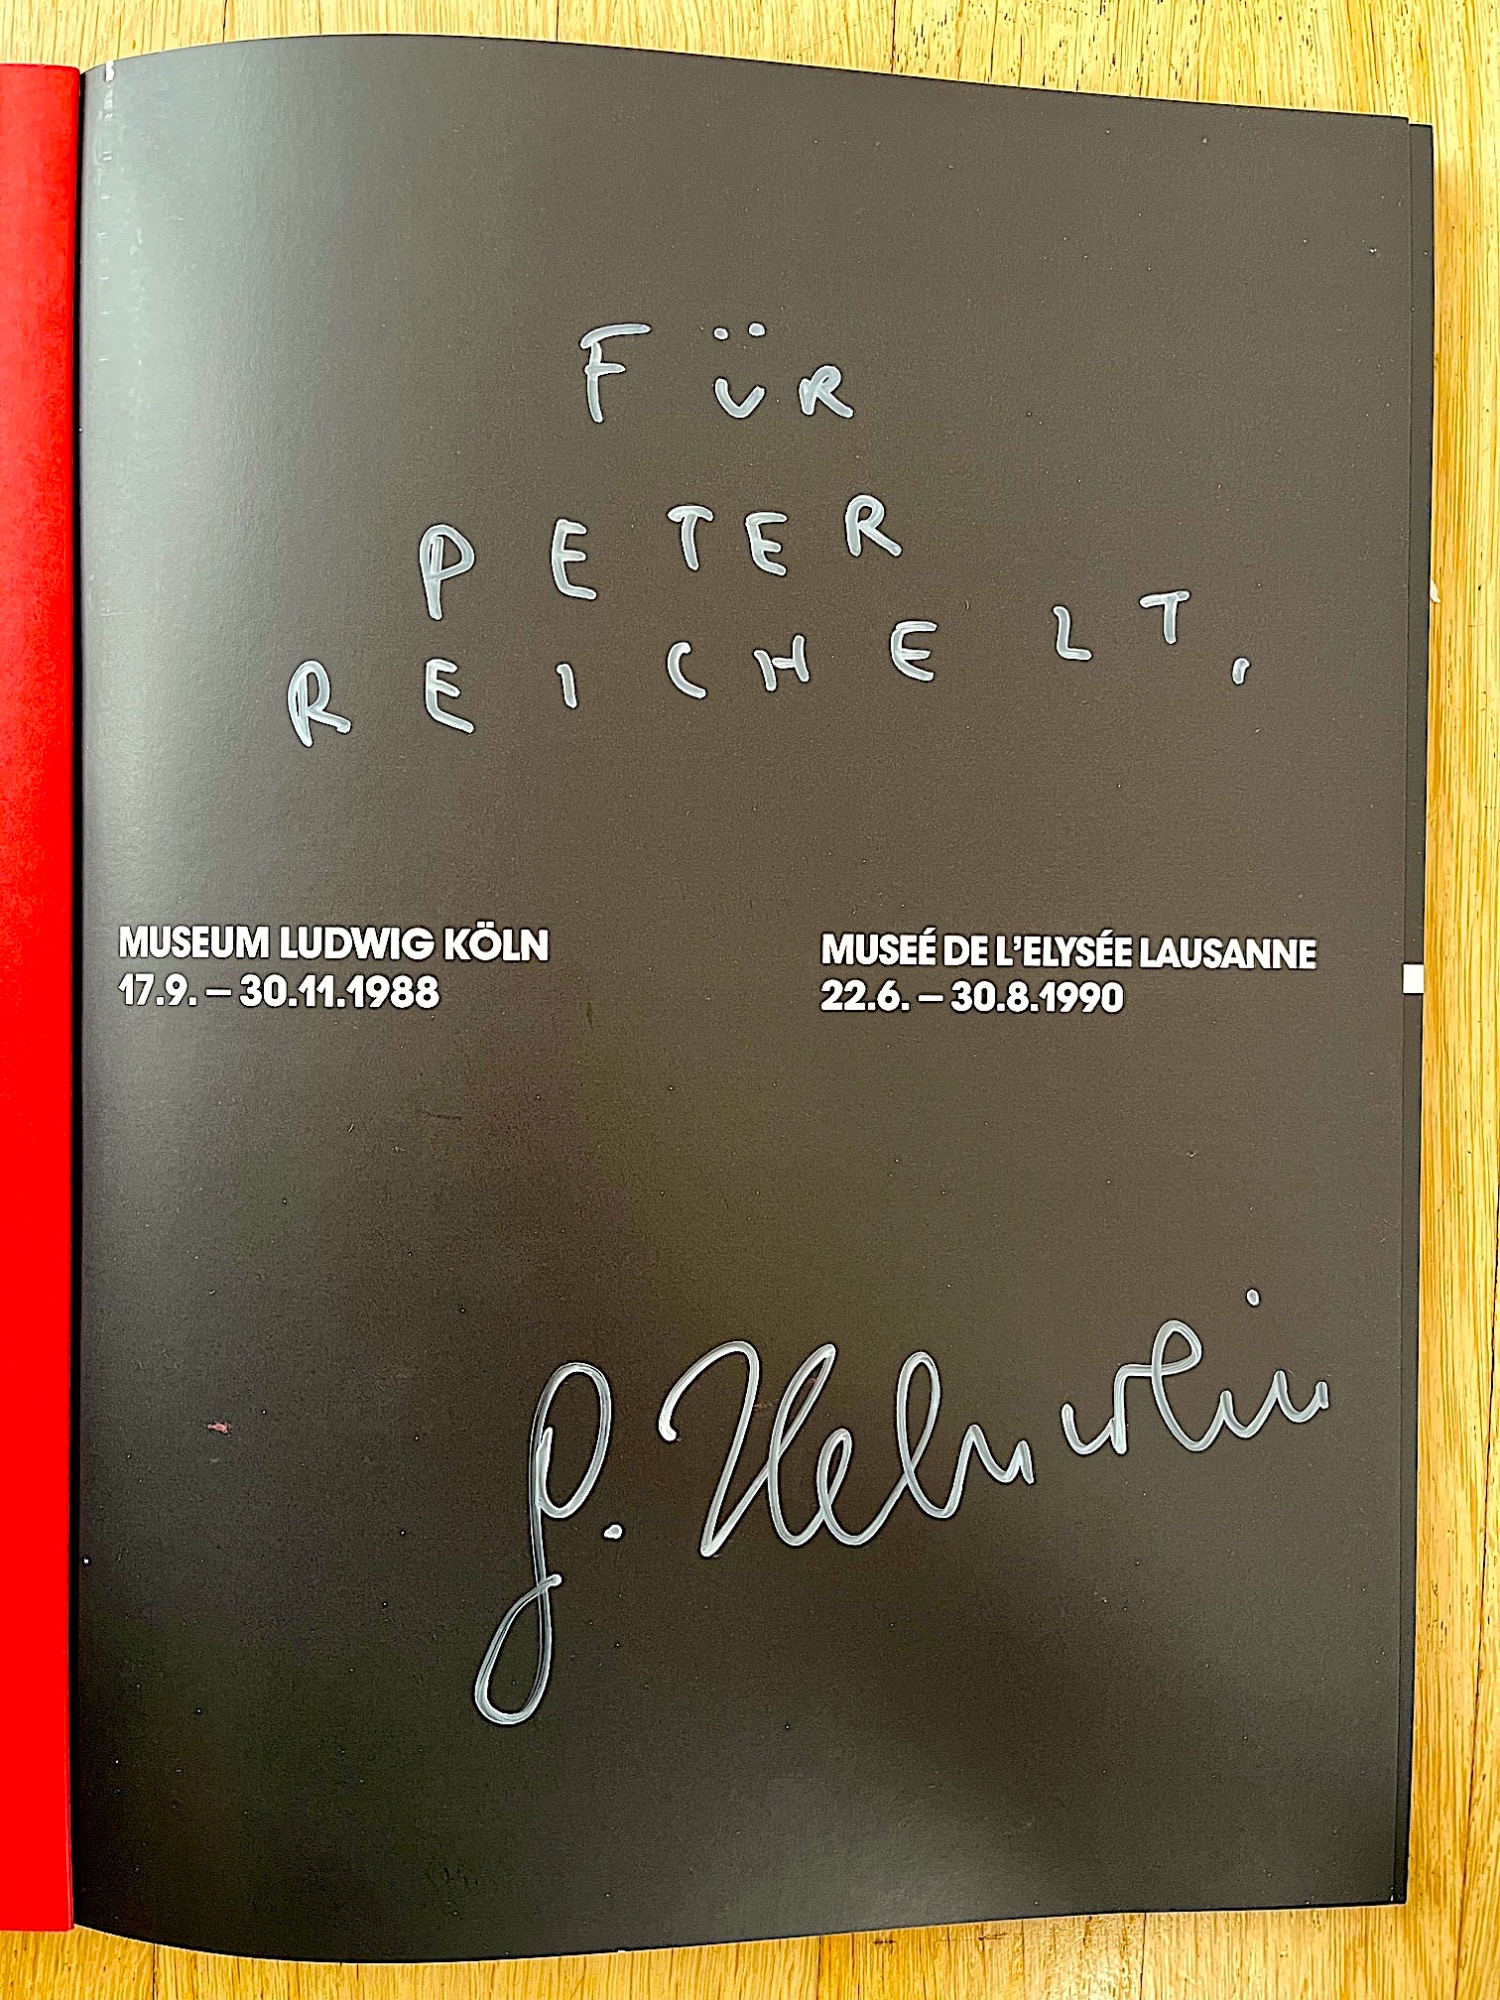 FÜR
PETER
REICHELT,
MUSEUM LUDWIG KÖLN
17.9. – 30.11.1988
MUSEÉ DE L’ELYSÉE LAUSANNE
22.6. – 30.8.1990
G. Helnwein